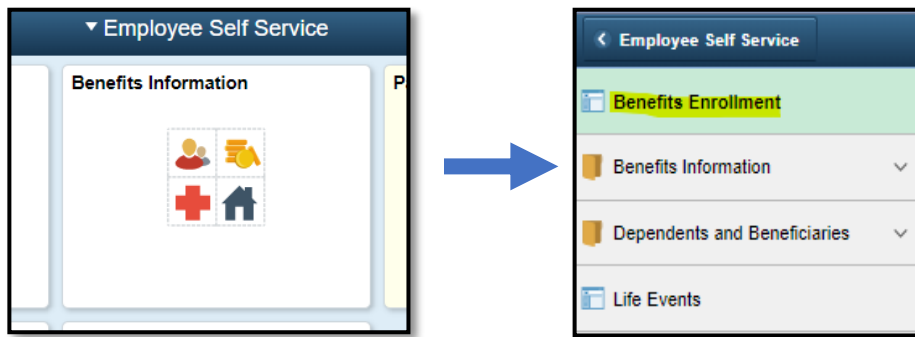 Employee Self Service
Benefits Information
P
Employee Self Service
Benefits Enrollment
Benefits Information
Dependents and Beneficiaries
Life Events